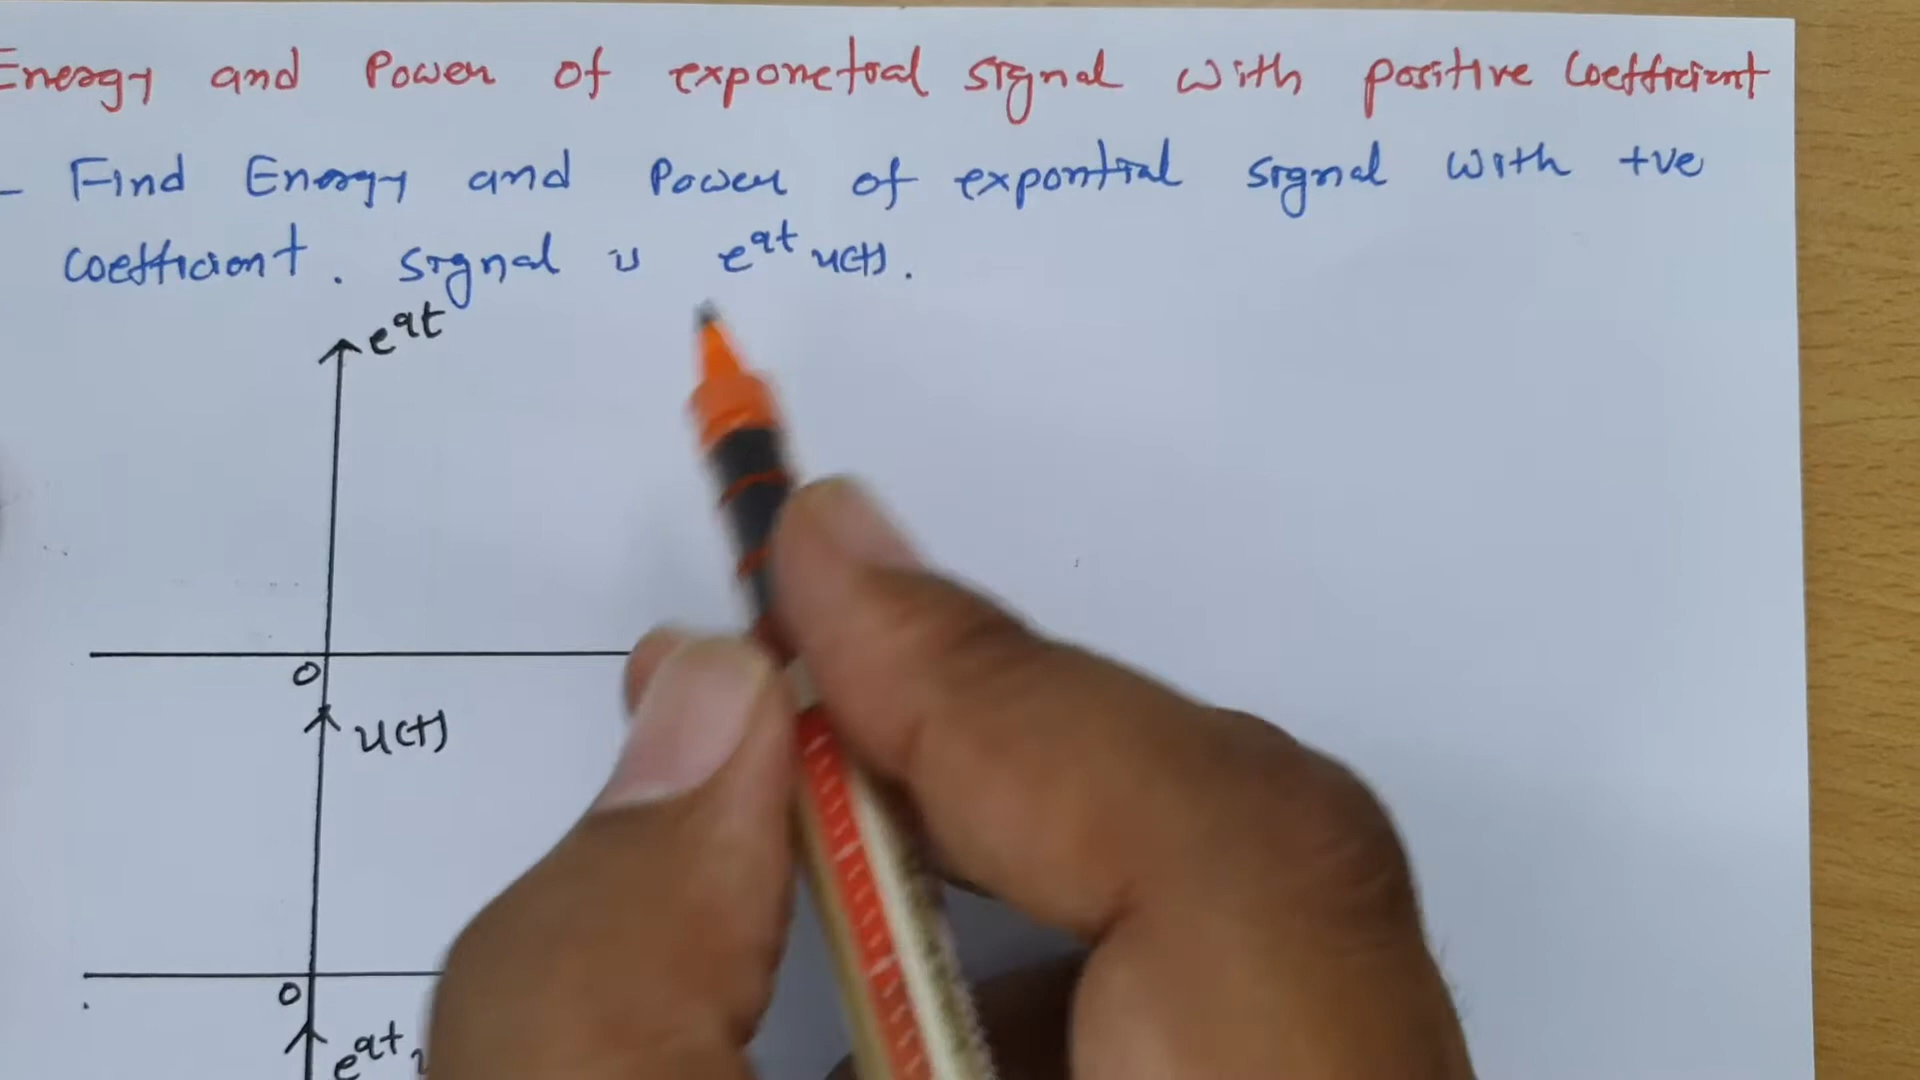 Energy and Power of exponetial signal with positive Coefficient
- Find Energy and Power of expontial signal with +ve
coefficient. signal is e^at u(t).
e^at
0
u(t)
0
e^at